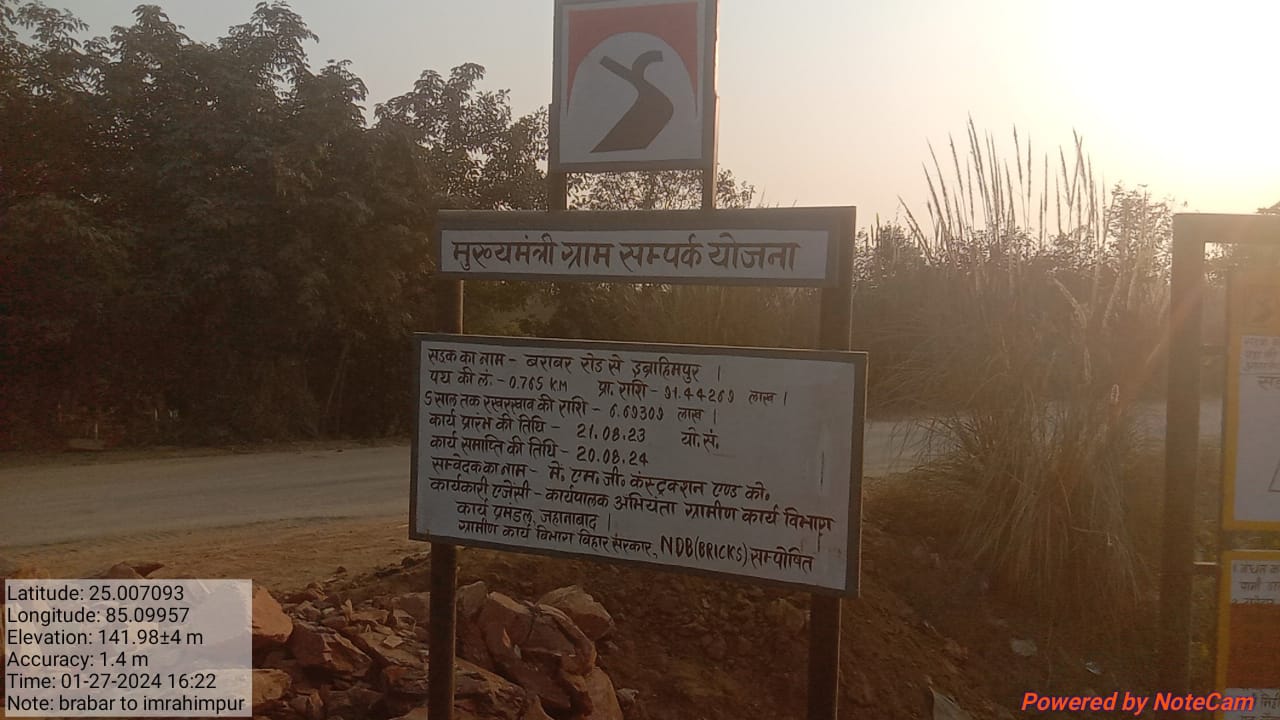 मुख्यमंत्री ग्राम सम्पर्क योजना
सड़क का नाम - बराबर रोड से इब्राहिमपुर ।
पथ की लं. - 0.765 KM प्रा. राशि - 91.44269 लाख ।
5 साल तक रखरखाव की राशि - 6.69309 लाख ।
कार्य प्रारंभ की तिथि - 21.08.23 यो. सं.
कार्य समाप्ति की तिथि - 20.08.24
सम्वेदक का नाम - मे. एम. जी. कंस्ट्रक्शन एण्ड को.
कार्यकारी एजेंसी - कार्यपालक अभियंता ग्रामीण कार्य विभाग
कार्य प्रमंडल, जहानाबाद ।
ग्रामीण कार्य विभाग बिहार सरकार, NDB(BRICKS) सम्पोषित
Latitude: 25.007093
Longitude: 85.09957
Elevation: 141.98±4 m
Accuracy: 1.4 m
Time: 01-27-2024 16:22
Note: brabar to imrahimpur
Powered by NoteCam